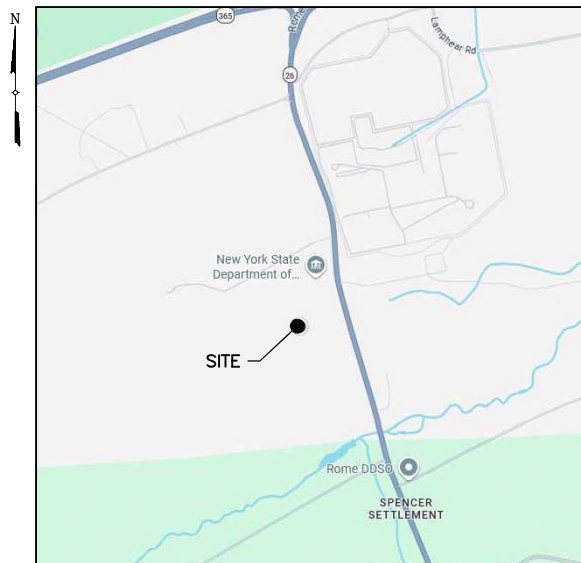 N
365
Rome
Lamphear Rd
26
New York State
Department of...
SITE
Rome DDSO
SPENCER
SETTLEMENT